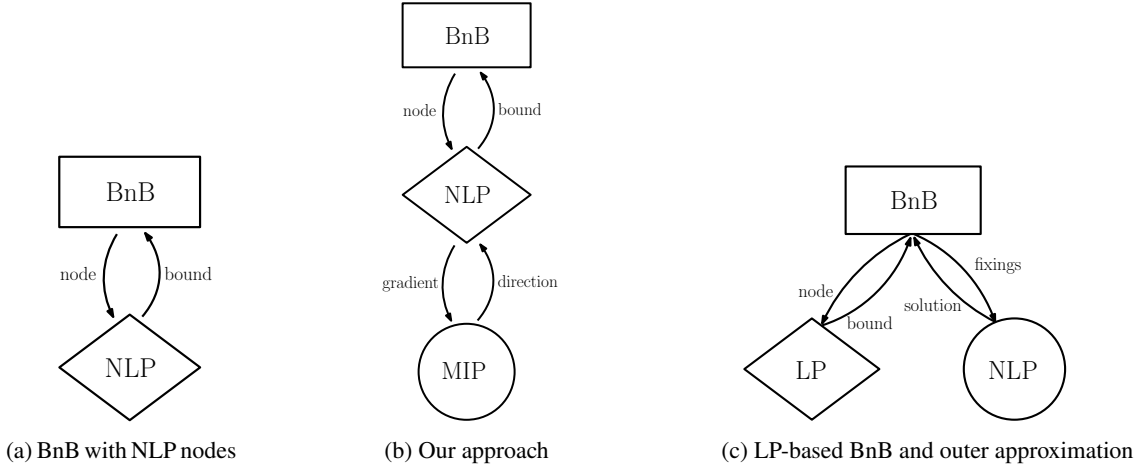 BnB
node
bound
NLP
(a) BnB with NLP nodes
BnB
node
bound
NLP
gradient
direction
MIP
(b) Our approach
BnB
fixings
node
solution
bound
LP
NLP
(c) LP-based BnB and outer approximation